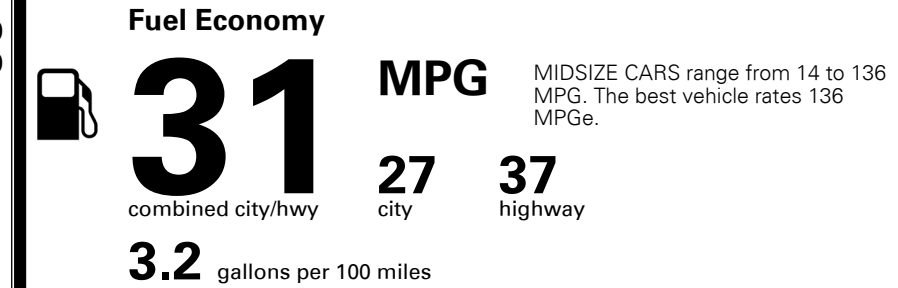 Fuel Economy
31
MPG
MIDSIZE CARS range from 14 to 136
MPG. The best vehicle rates 136
MPGe.
27
37
combined city/hwy
city
highway
3.2 gallons per 100 miles